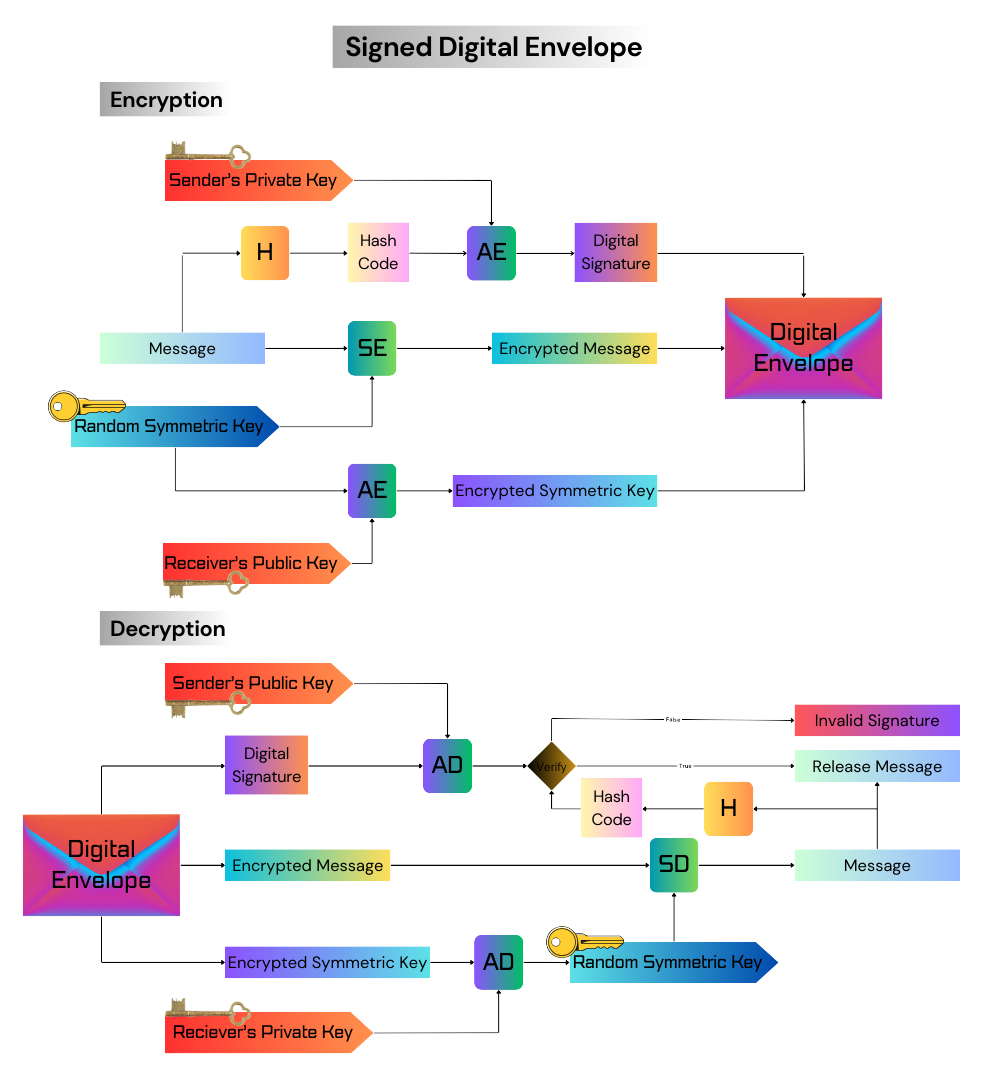 Signed Digital Envelope
Encryption
Sender's Private Key
H
Hash
Code
AE
Digital
Signature
Message
SE
Encrypted Message
Digital
Envelope
Random Symmetric Key
AE
Encrypted Symmetric Key
Receiver's Public Key
Decryption
Sender's Public Key
Digital
Signature
AD
Verify
False
Invalid Signature
True
Release Message
Hash
Code
H
Digital
Envelope
Encrypted Message
SD
Message
Encrypted Symmetric Key
AD
Random Symmetric Key
Reciever's Private Key